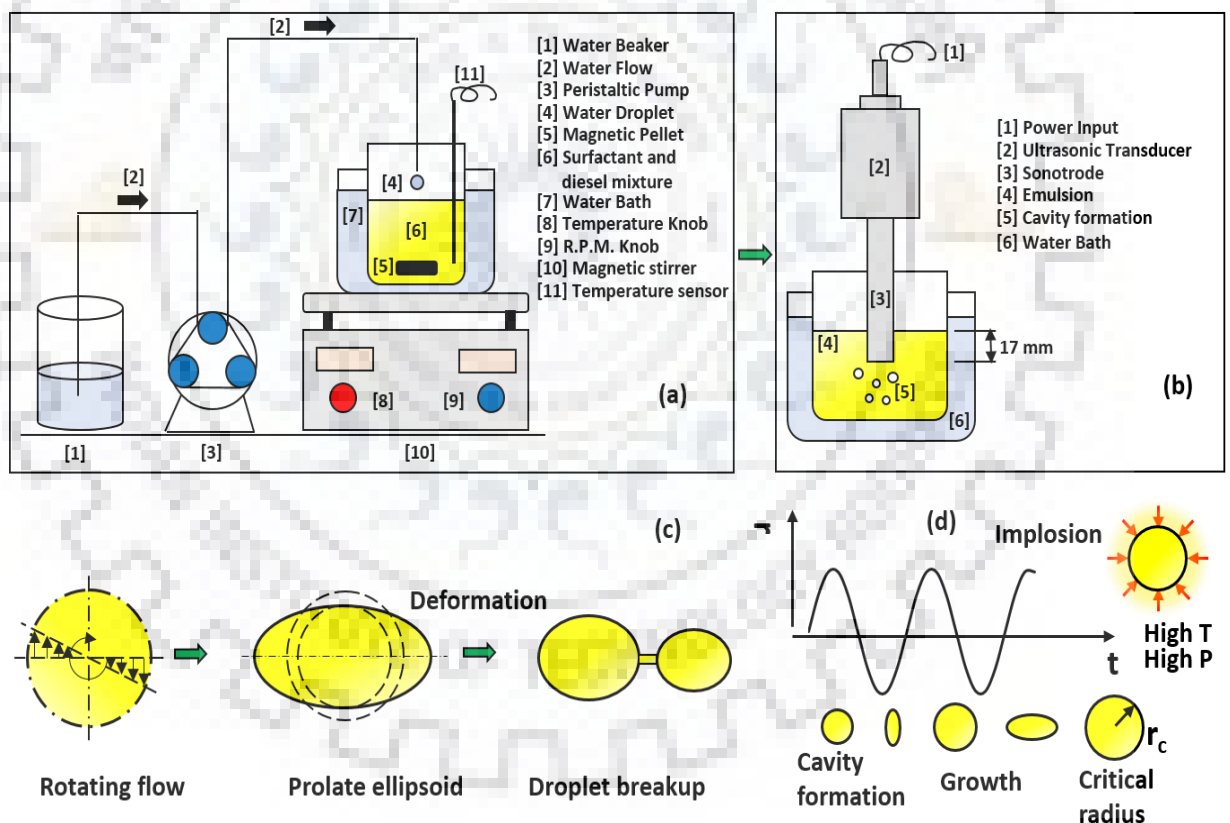 [2]
[11]
[2]
[4]
[7]
[6]
[5]
[8]
[9]
[1]
[3]
[10]
[1] Water Beaker
[2] Water Flow
[3] Peristaltic Pump
[4] Water Droplet
[5] Magnetic Pellet
[6] Surfactant and
diesel mixture
[7] Water Bath
[8] Temperature Knob
[9] R.P.M. Knob
[10] Magnetic stirrer
[11] Temperature sensor
(a)
[1]
[2]
[3]
[4]
[5]
[6]
17 mm
[1] Power Input
[2] Ultrasonic Transducer
[3] Sonotrode
[4] Emulsion
[5] Cavity formation
[6] Water Bath
(b)
(c)
Deformation
Rotating flow
Prolate ellipsoid
Droplet breakup
r
(d)
Implosion
High T
High P
t
r_c
Cavity
formation
Growth
Critical
radius